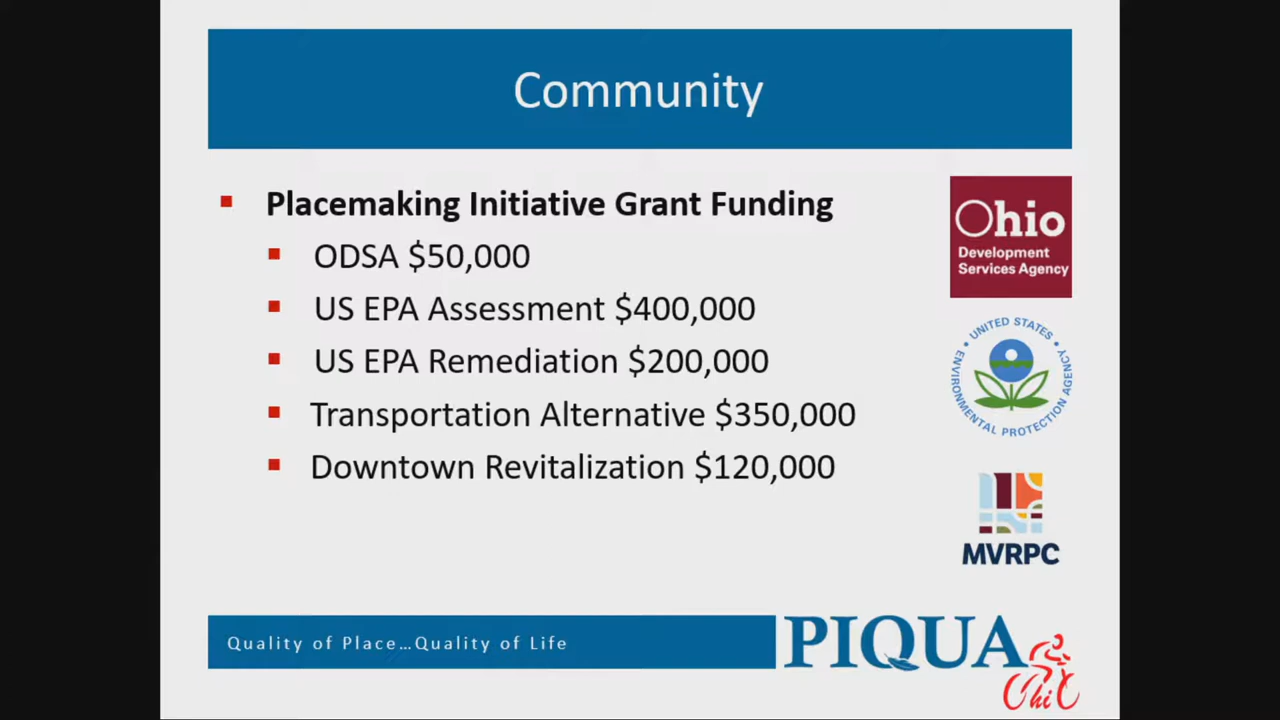 Community
Placemaking Initiative Grant Funding
ODSA $50,000
US EPA Assessment $400,000
US EPA Remediation $200,000
Transportation Alternative $350,000
Downtown Revitalization $120,000
Ohio
Development
Services Agency
UNITED STATES
ENVIRONMENTAL PROTECTION AGENCY
MVRPC
Quality of Place…Quality of Life
PIQUA
Ohio